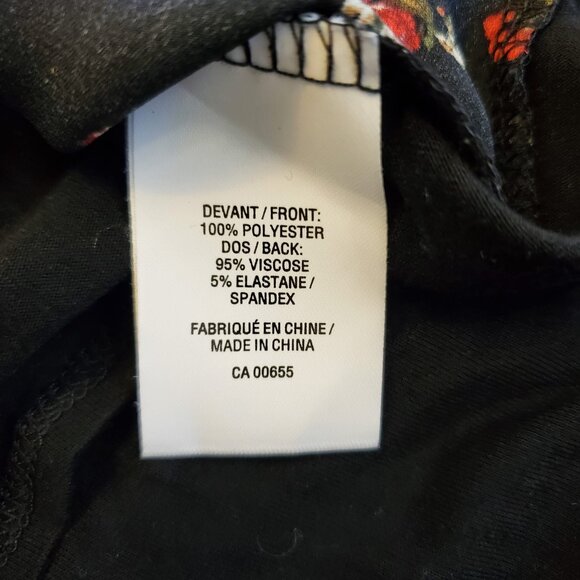 DEVANT / FRONT:
100% POLYESTER
DOS / BACK:
95% VISCOSE
5% ELASTANE /
SPANDEX
FABRIQUÉ EN CHINE /
MADE IN CHINA
CA 00655